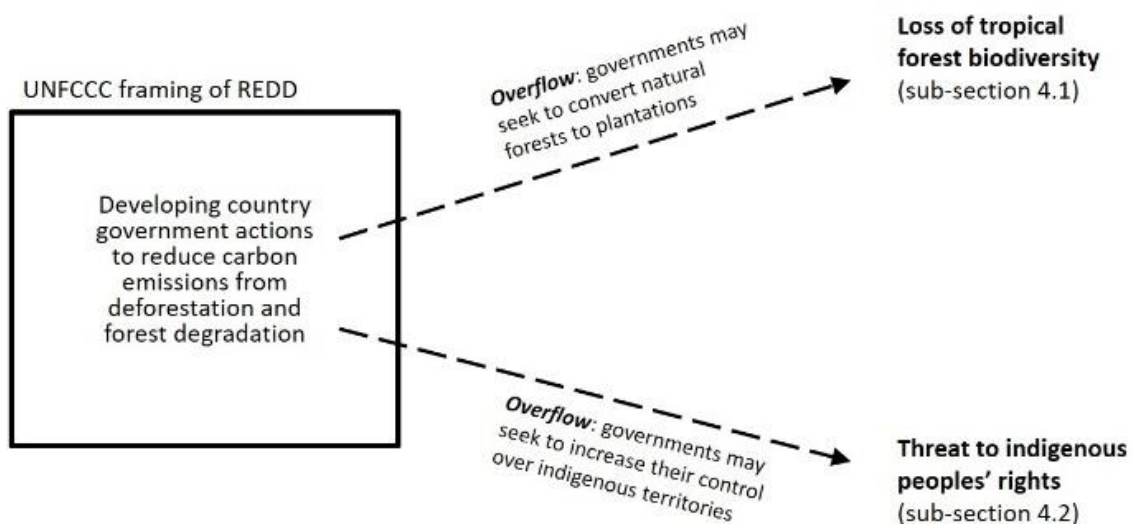 UNFCCC framing of REDD
Developing country
government actions
to reduce carbon
emissions from
deforestation and
forest degradation
Overflow: governments may
seek to convert natural
forests to plantations
Loss of tropical
forest biodiversity
(sub-section 4.1)
Overflow: governments may
seek to increase their control
over indigenous territories
Threat to indigenous
peoples’ rights
(sub-section 4.2)